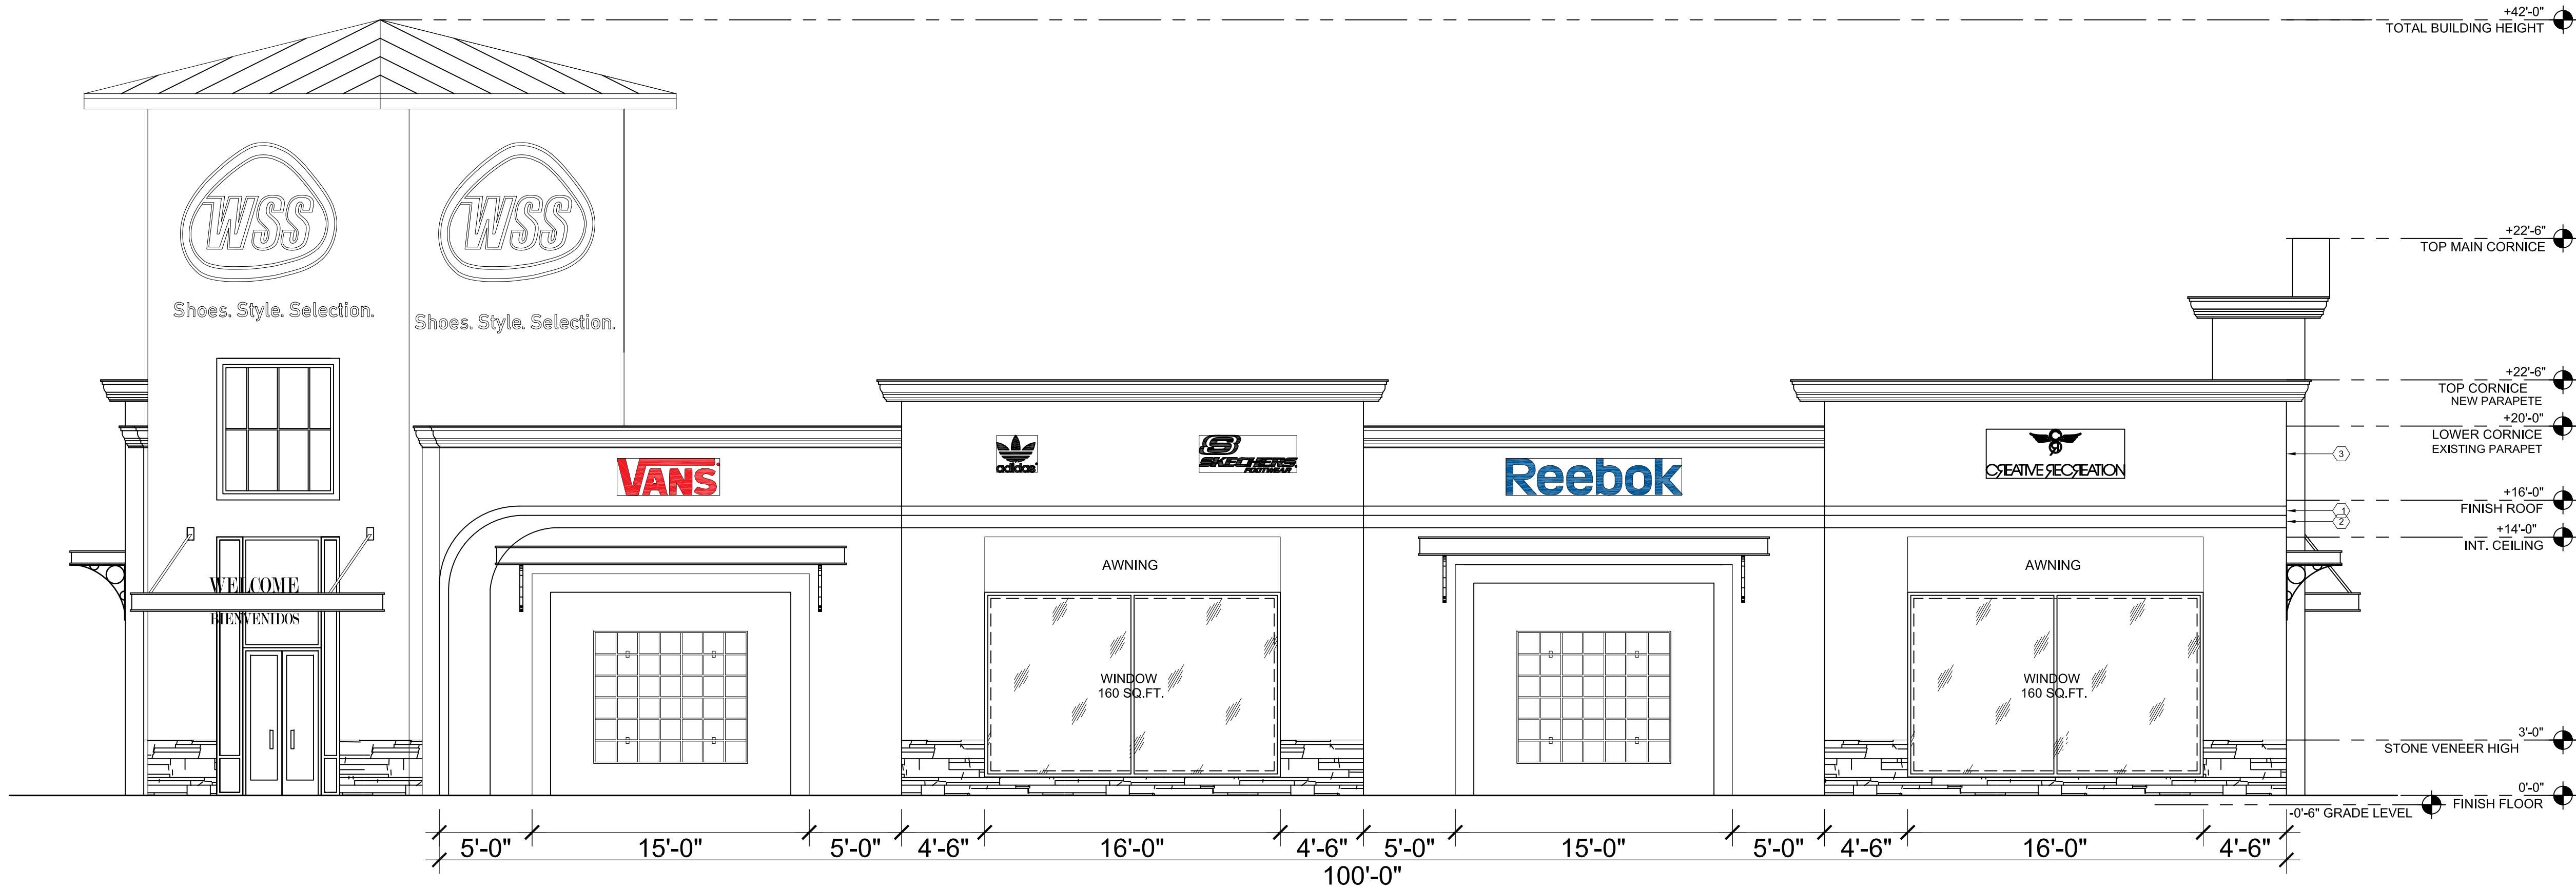 +42'-0"
TOTAL BUILDING HEIGHT
WSS
WSS
Shoes. Style. Selection.
Shoes. Style. Selection.
+22'-6"
TOP MAIN CORNICE
+22'-6"
TOP CORNICE
NEW PARAPETE
+20'-0"
LOWER CORNICE
EXISTING PARAPET
VANS
adidas
SKECHERS
FOOTWEAR
Reebok
CREATIVE RECREATION
3
+16'-0"
FINISH ROOF
1
2
+14'-0"
INT. CEILING
WELCOME
BIENVENIDOS
AWNING
AWNING
WINDOW
160 SQ.FT.
WINDOW
160 SQ.FT.
3'-0"
STONE VENEER HIGH
0'-0"
FINISH FLOOR
-0'-6" GRADE LEVEL
5'-0" 15'-0" 5'-0" 4'-6" 16'-0" 4'-6" 5'-0" 15'-0" 5'-0" 4'-6" 16'-0" 4'-6"
100'-0"